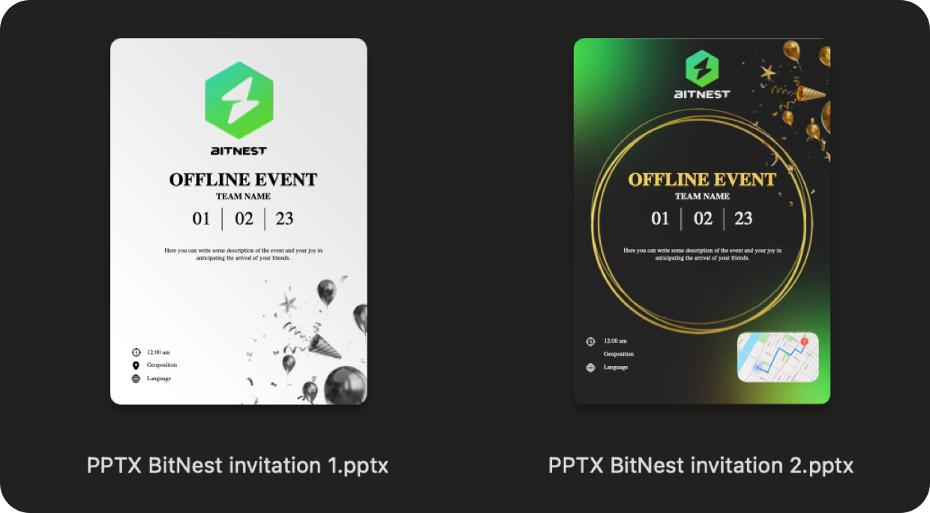 BITNEST
OFFLINE EVENT
TEAM NAME
01 02 23
Here you can write some description of the event and your joy in
anticipating the arrival of your friends.
12:00 am
Geoposition
Language
PPTX BitNest invitation 1.pptx
BITNEST
OFFLINE EVENT
TEAM NAME
01 02 23
Here you can write some description of the event and your joy in
anticipating the arrival of your friends.
12:00 am
Geoposition
Language
PPTX BitNest invitation 2.pptx